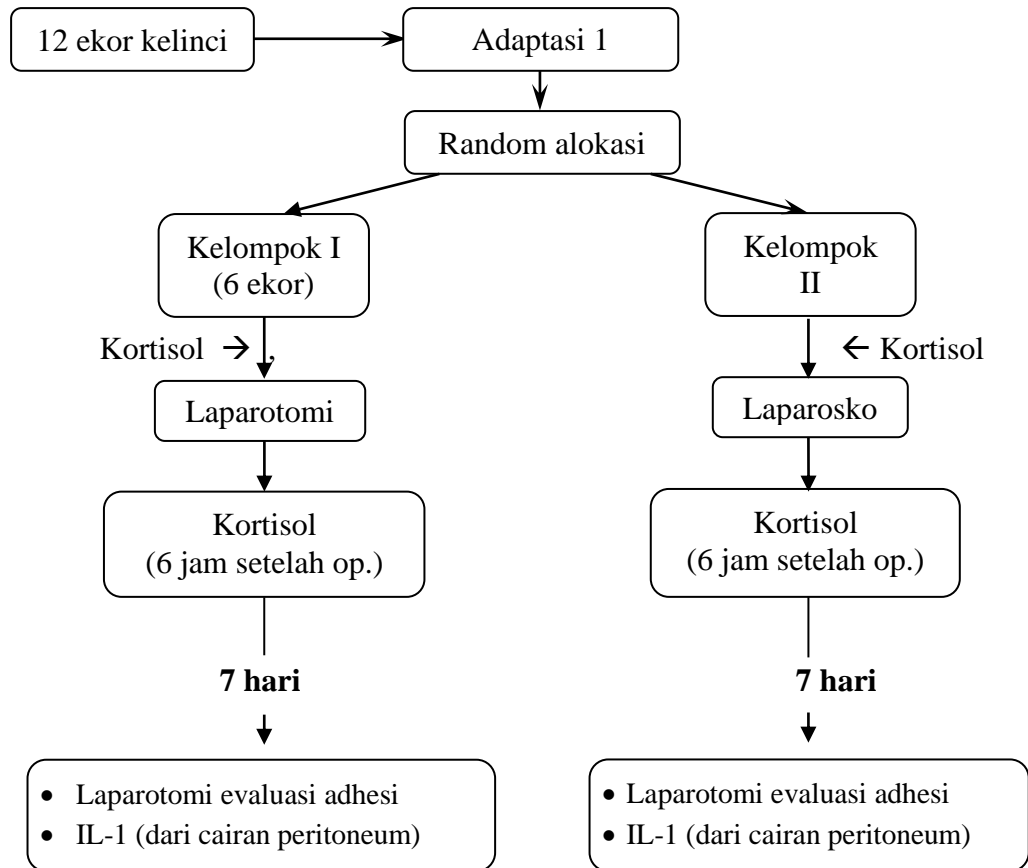 12 ekor kelinci
Adaptasi 1
Random alokasi
Kelompok I
(6 ekor)
Kelompok
II
Kortisol → ,
← Kortisol
Laparotomi
Laparosko
Kortisol
(6 jam setelah op.)
Kortisol
(6 jam setelah op.)
7 hari
7 hari
• Laparotomi evaluasi adhesi
• IL-1 (dari cairan peritoneum)
• Laparotomi evaluasi adhesi
• IL-1 (dari cairan peritoneum)